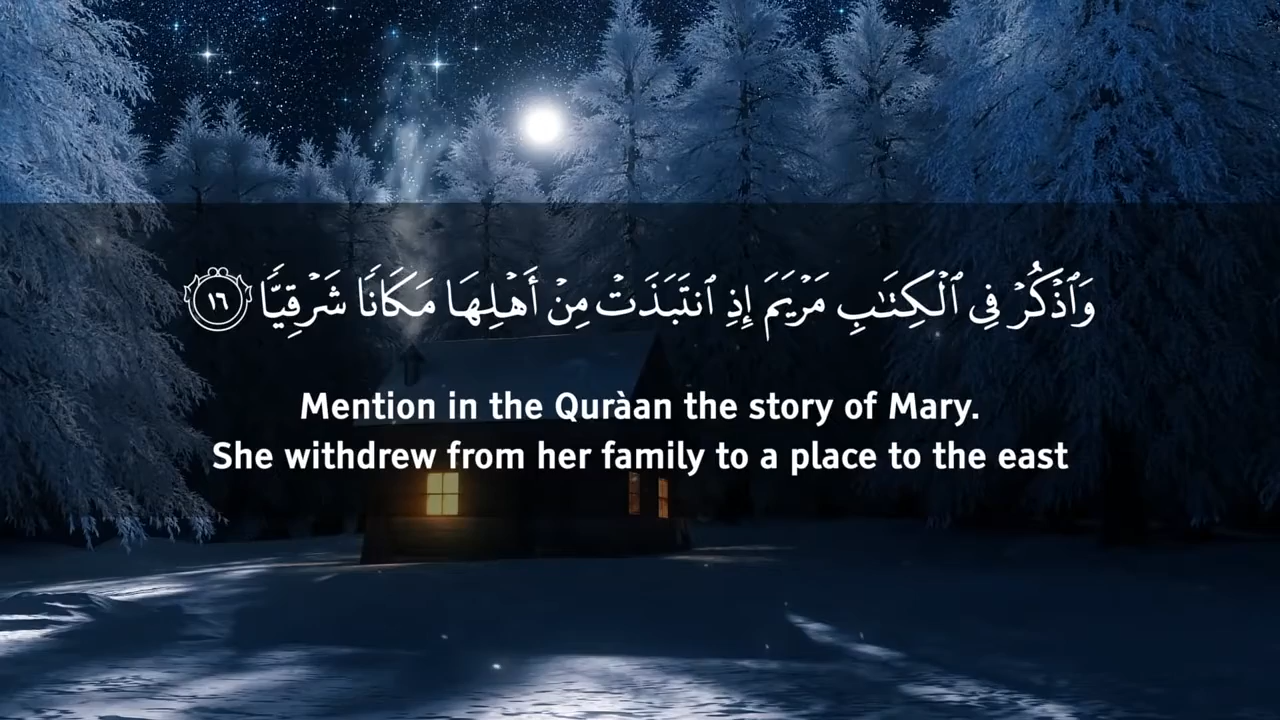 وَٱذۡكُرۡ فِي ٱلۡكِتَٰبِ مَرۡيَمَ إِذِ ٱنتَبَذَتۡ مِنۡ أَهۡلِهَا مَكَانٗا شَرۡقِيّٗا ١٦
Mention in the Quràan the story of Mary.
She withdrew from her family to a place to the east